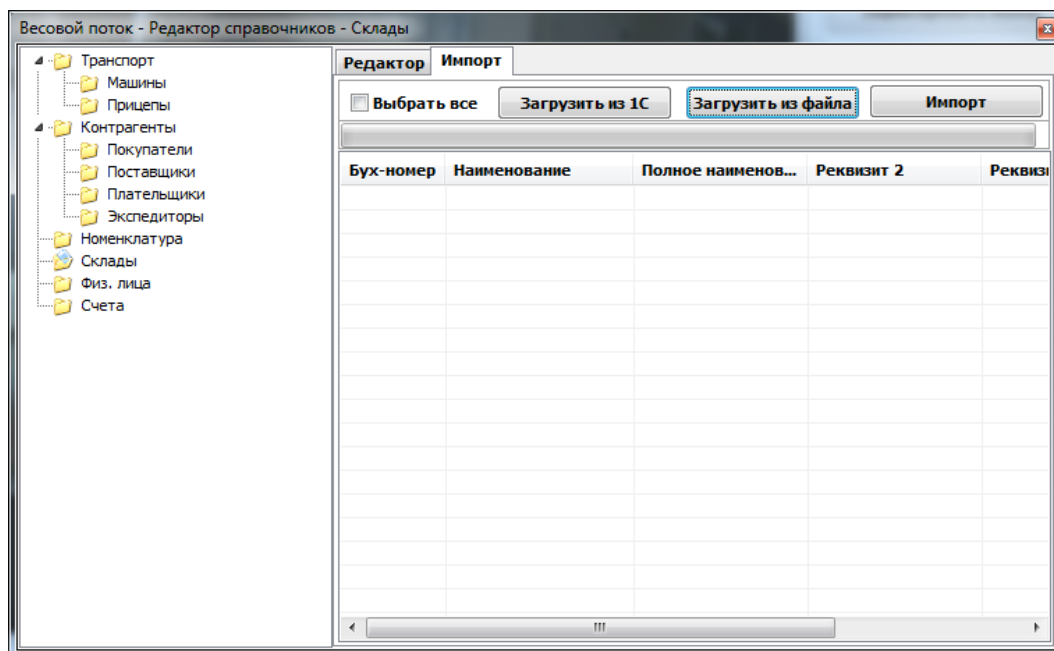 Весовой поток - Редактор справочников - Склады
Транспорт
Машины
Прицепы
Контрагенты
Покупатели
Поставщики
Плательщики
Экспедиторы
Номенклатура
Склады
Физ. лица
Счета
Редактор Импорт
Выбрать все Загрузить из 1С Загрузить из файла Импорт
Бух-номер Наименование Полное наименов... Реквизит 2 Реквизи